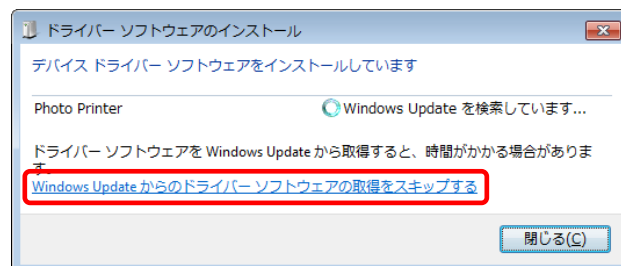 ドライバー ソフトウェアのインストール
デバイス ドライバー ソフトウェアをインストールしています
Photo Printer
Windows Update を検索しています...
ドライバー ソフトウェアを Windows Update から取得すると、時間がかかる場合がありま
す。
Windows Update からのドライバー ソフトウェアの取得をスキップする
閉じる(C)